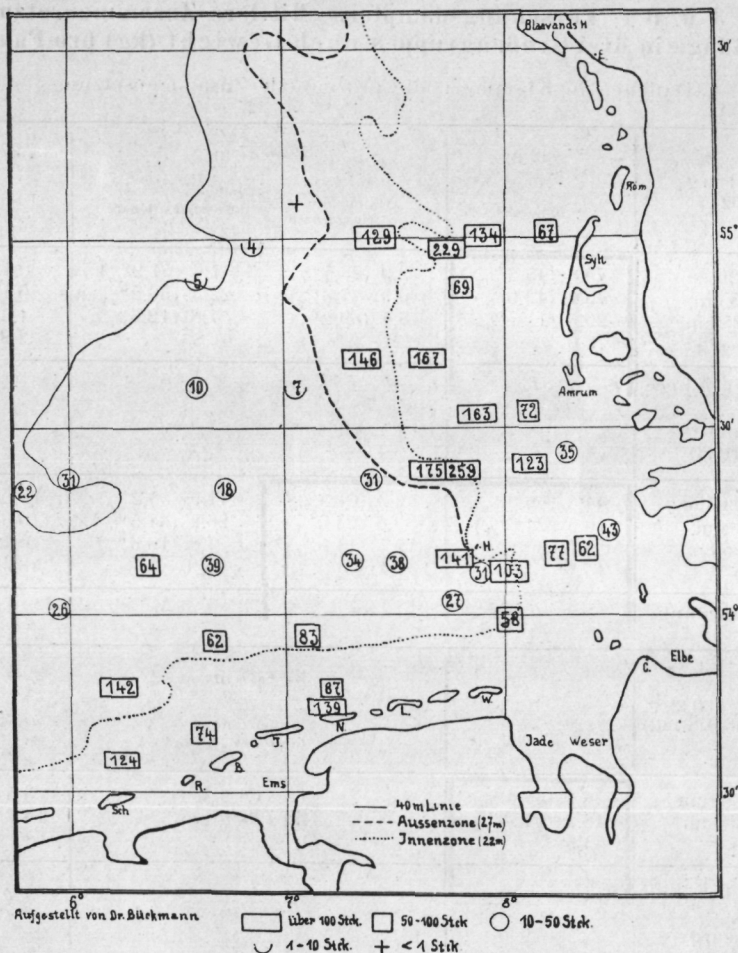 Blaavands H
F.
30'
Röm
129
134
67
55°
4
229
Sylt
5
69
146
167
10
7
Amrum
163
72
30'
35
175
259
123
31
22
31
18
43
H.
141
77
62
64
39
34
38
31
103
27
26
58
54°
62
83
C.
Elbe
142
87
W.
L.
139
N.
74
J.
Jade
Weser
124
B.
R.
Ems
30'
Sch
40m Linie
Aussenzone (27m)
Innenzone (22m)
6°
7°
8°
Aufgestellt von Dr. Bückmann
über 100 Stck.
50-100 Stck.
10-50 Stck.
1-10 Stck.
< 1 Stck